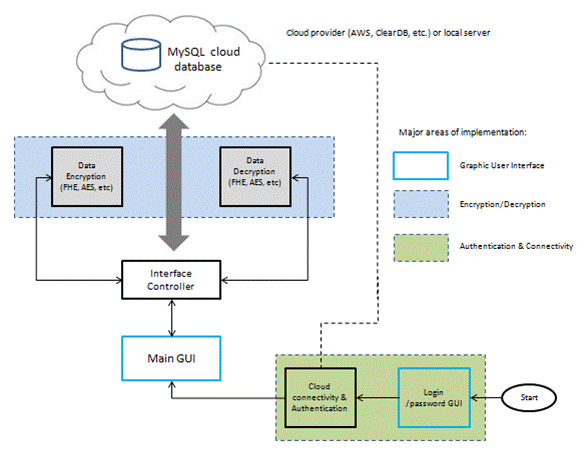 Cloud provider (AWS, ClearDB, etc.) or local server
MySQL cloud
database
Major areas of implementation:
Graphic User Interface
Encryption/Decryption
Authentication & Connectivity
Data
Encryption
(FHE, AES, etc)
Data
Decryption
(FHE, AES, etc)
Interface
Controller
Main GUI
Cloud
connectivity &
Authentication
Login
/password GUI
Start